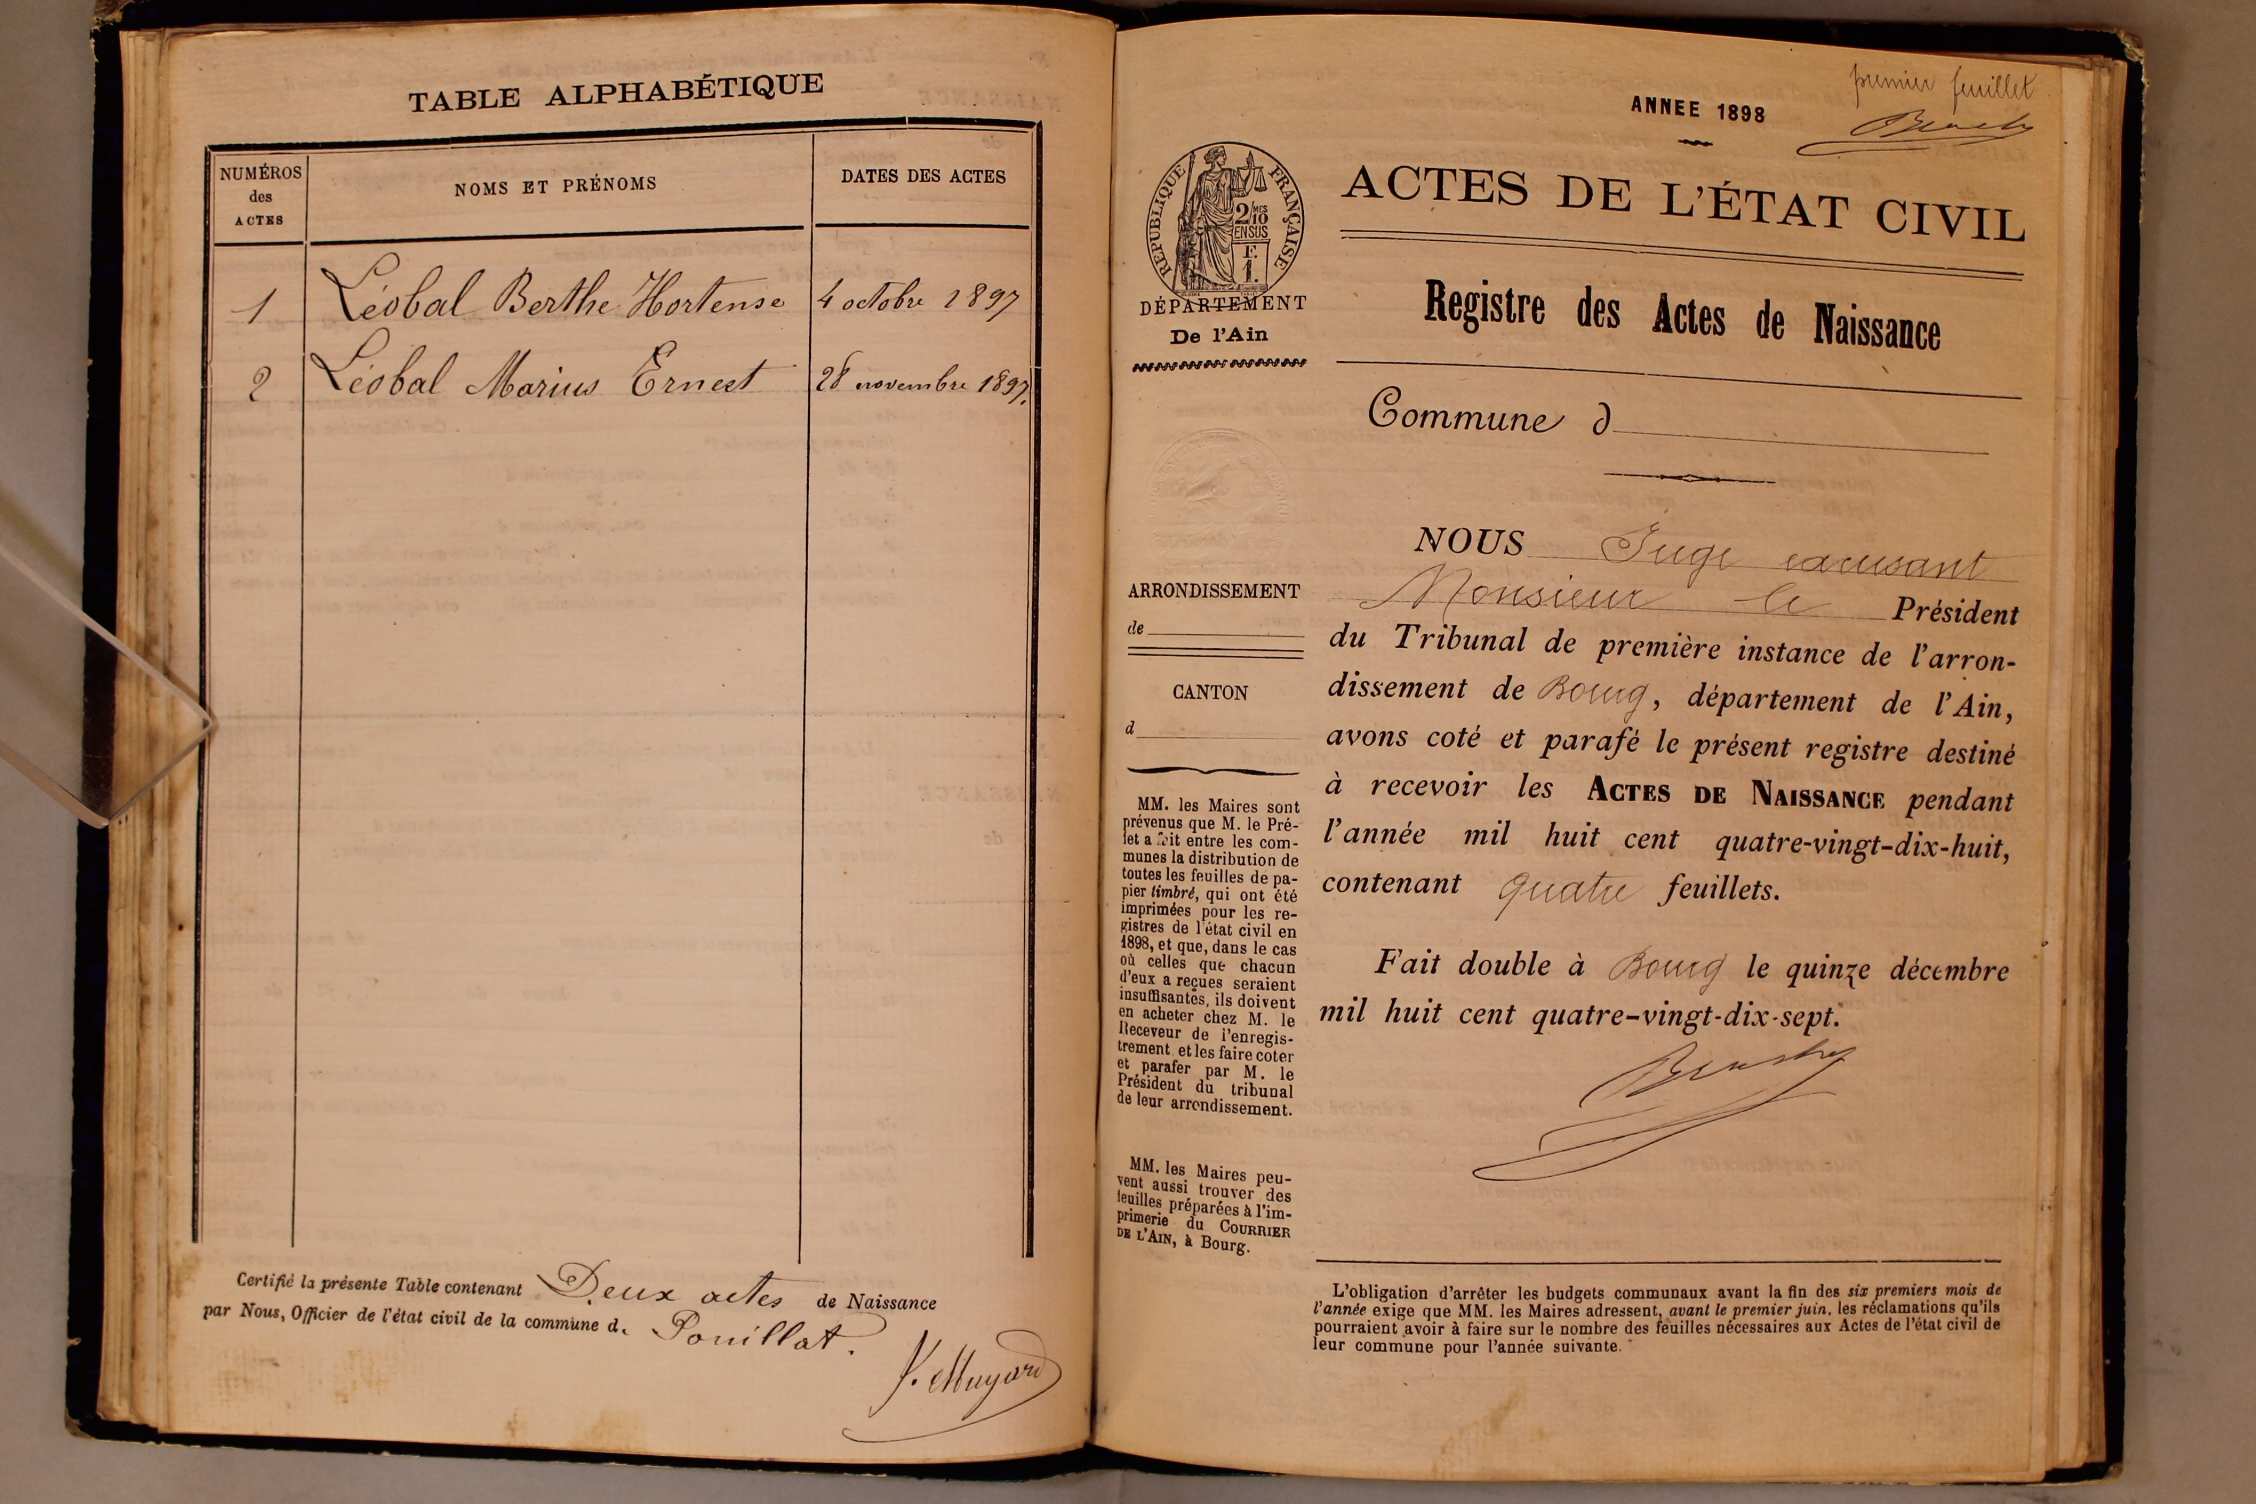 TABLE ALPHABÉTIQUE
NUMÉROS
des
ACTES
NOMS ET PRÉNOMS
DATES DES ACTES
1 Léobal Berthe Hortense 4 octobre 1897
2 Léobal Marius Ernest 28 novembre 1897.
Certifié la présente Table contenant Deux actes de Naissance
par Nous, Officier de l'état civil de la commune d. Pouillat.
premier feuillet
ANNEE 1898
RÉPUBLIQUE FRANÇAISE
2/10 MES
EN SUS
F.
1.
DÉPARTEMENT
De l'Ain
ACTES DE L'ÉTAT CIVIL
Registre des Actes de Naissance
Commune d
ARRONDISSEMENT
de
CANTON
d
MM. les Maires sont
prévenus que M. le Pré-
fet a fait entre les com-
munes la distribution de
toutes les feuilles de pa-
pier timbré, qui ont été
imprimées pour les re-
gistres de l'état civil en
1898, et que, dans le cas
où celles que chacun
d'eux a reçues seraient
insuffisantes, ils doivent
en acheter chez M. le
Receveur de l'enregis-
trement et les faire coter
et parafer par M. le
Président du tribunal
de leur arrondissement.
MM. les Maires peu-
vent aussi trouver des
feuilles préparées à l'im-
primerie du COURRIER
DE L'AIN, à Bourg.
NOUS Juge
Monsieur le Président
du Tribunal de première instance de l'arron-
dissement de Bourg, département de l'Ain,
avons coté et parafé le présent registre destiné
à recevoir les ACTES DE NAISSANCE pendant
l'année mil huit cent quatre-vingt-dix-huit,
contenant quatre feuillets.
Fait double à Bourg le quinze décembre
mil huit cent quatre-vingt-dix-sept.
L'obligation d'arrêter les budgets communaux avant la fin des six premiers mois de
l'année exige que MM. les Maires adressent, avant le premier juin, les réclamations qu'ils
pourraient avoir à faire sur le nombre des feuilles nécessaires aux Actes de l'état civil de
leur commune pour l'année suivante.